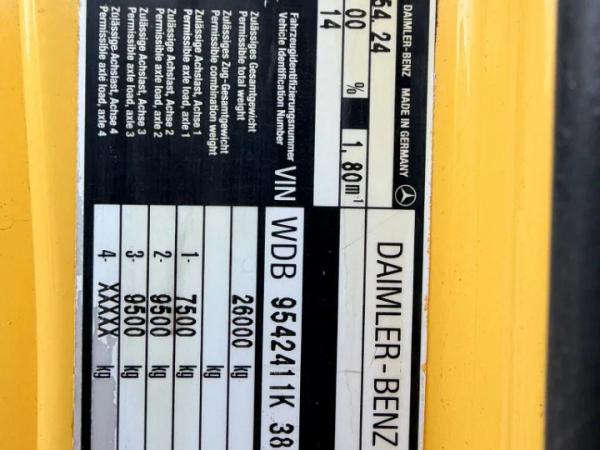 DAIMLER-BENZ MADE IN GERMANY
54. 24 DAIMLER-BENZ
00 % 1,80m-1
14
Fahrzeugidentifizierungsnummer
Vehicle Identification Number VIN WDB 9542411K 38
Zulässiges Gesamtgewicht
Permissible total weight 26000 kg
Zulässiges Zug-Gesamtgewicht
Permissible combination weight kg
Zulässige Achslast, Achse 1
Permissible axle load, axle 1 1- 7500 kg
Zulässige Achslast, Achse 2
Permissible axle load, axle 2 2- 9500 kg
Zulässige Achslast, Achse 3
Permissible axle load, axle 3 3- 9500 kg
Zulässige Achslast, Achse 4
Permissible axle load, axle 4 4- XXXXX kg